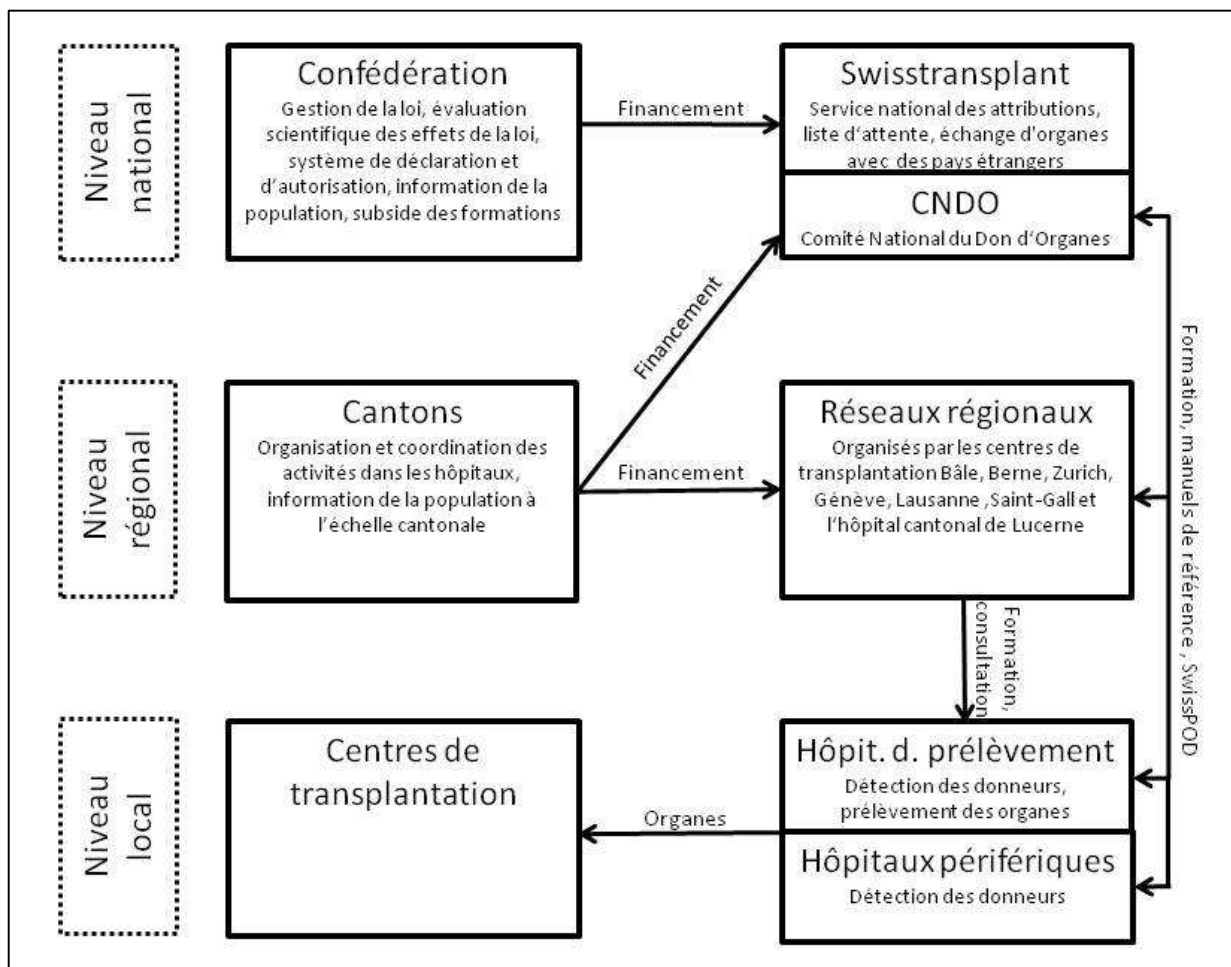 Niveau
national
Confédération
Gestion de la loi, évaluation
scientifique des effets de la loi,
système de déclaration et
d'autorisation, information de la
population, subside des formations
Financement
Swisstransplant
Service national des attributions,
liste d'attente, échange d'organes
avec des pays étrangers
CNDO
Comité National du Don d'Organes
Financement
Niveau
régional
Cantons
Organisation et coordination des
activités dans les hôpitaux,
information de la population à
l'échelle cantonale
Financement
Réseaux régionaux
Organisés par les centres de
transplantation Bâle, Berne, Zurich,
Génève, Lausanne ,Saint-Gall et
l'hôpital cantonal de Lucerne
Formation, manuels de référence , SwissPOD
Formation,
consultation
Niveau
local
Centres de
transplantation
Organes
Hôpit. d. prélèvement
Détection des donneurs,
prélèvement des organes
Hôpitaux périfériques
Détection des donneurs